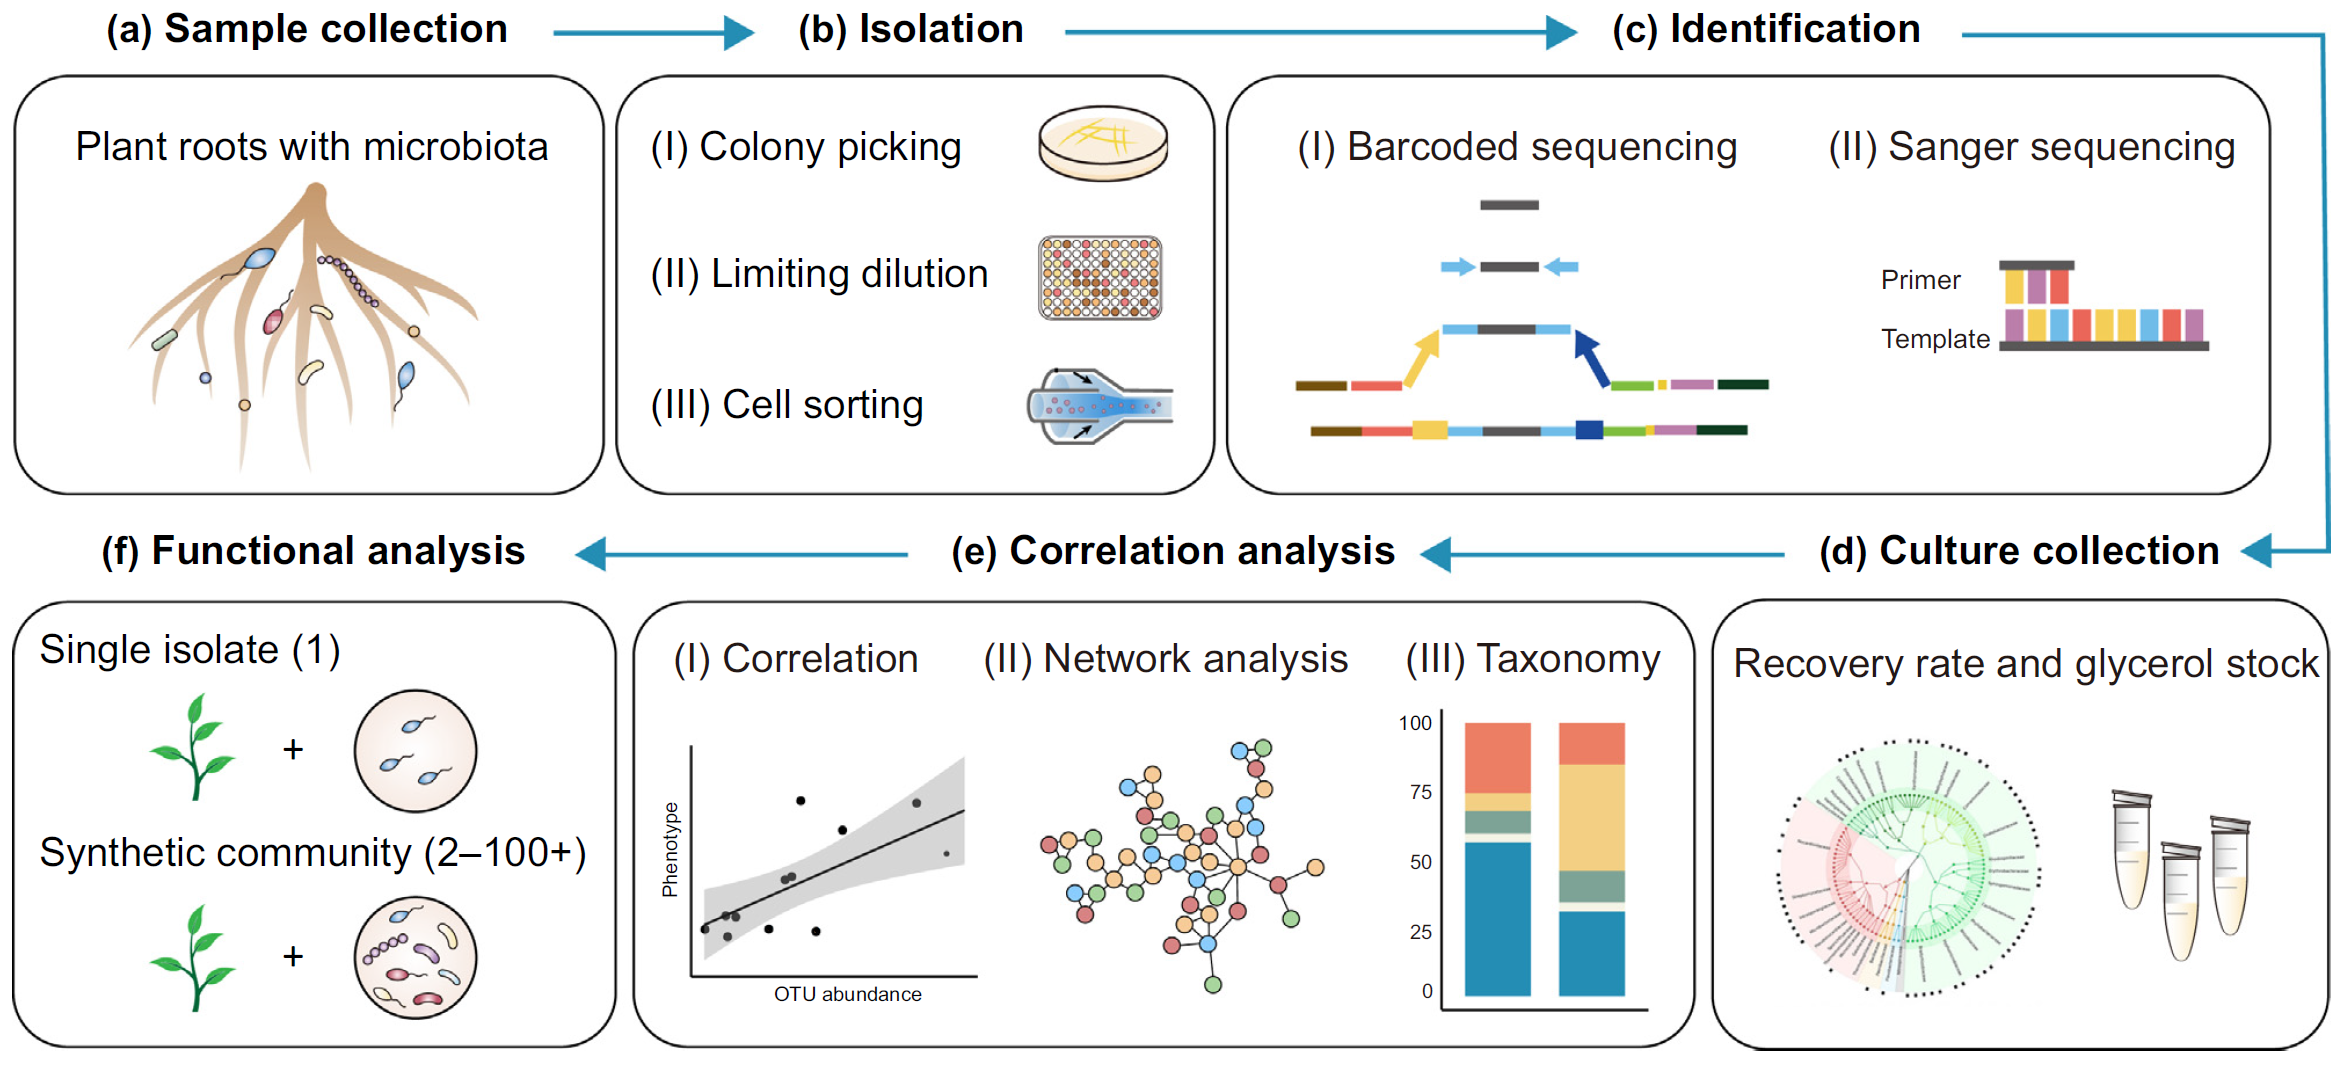 (a) Sample collection
(b) Isolation
(c) Identification
Plant roots with microbiota
(I) Colony picking
(II) Limiting dilution
(III) Cell sorting
(I) Barcoded sequencing
(II) Sanger sequencing
Primer
Template
(f) Functional analysis
(e) Correlation analysis
(d) Culture collection
Single isolate (1)
+
Synthetic community (2–100+)
+
(I) Correlation
Phenotype
OTU abundance
(II) Network analysis
(III) Taxonomy
100
75
50
25
0
Recovery rate and glycerol stock